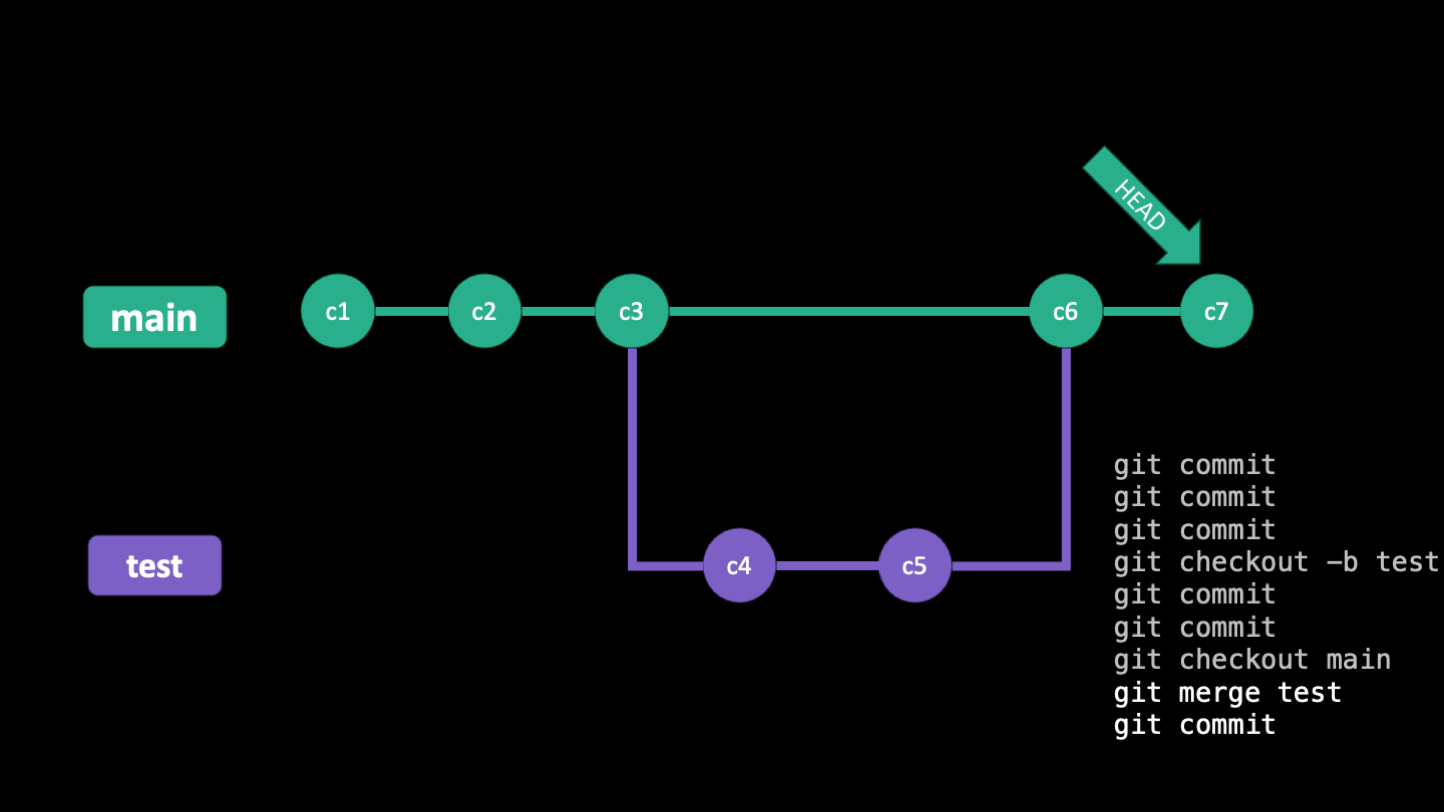 HEAD
main
c1
c2
c3
c6
c7
test
c4
c5
git commit
git commit
git commit
git checkout -b test
git commit
git commit
git checkout main
git merge test
git commit